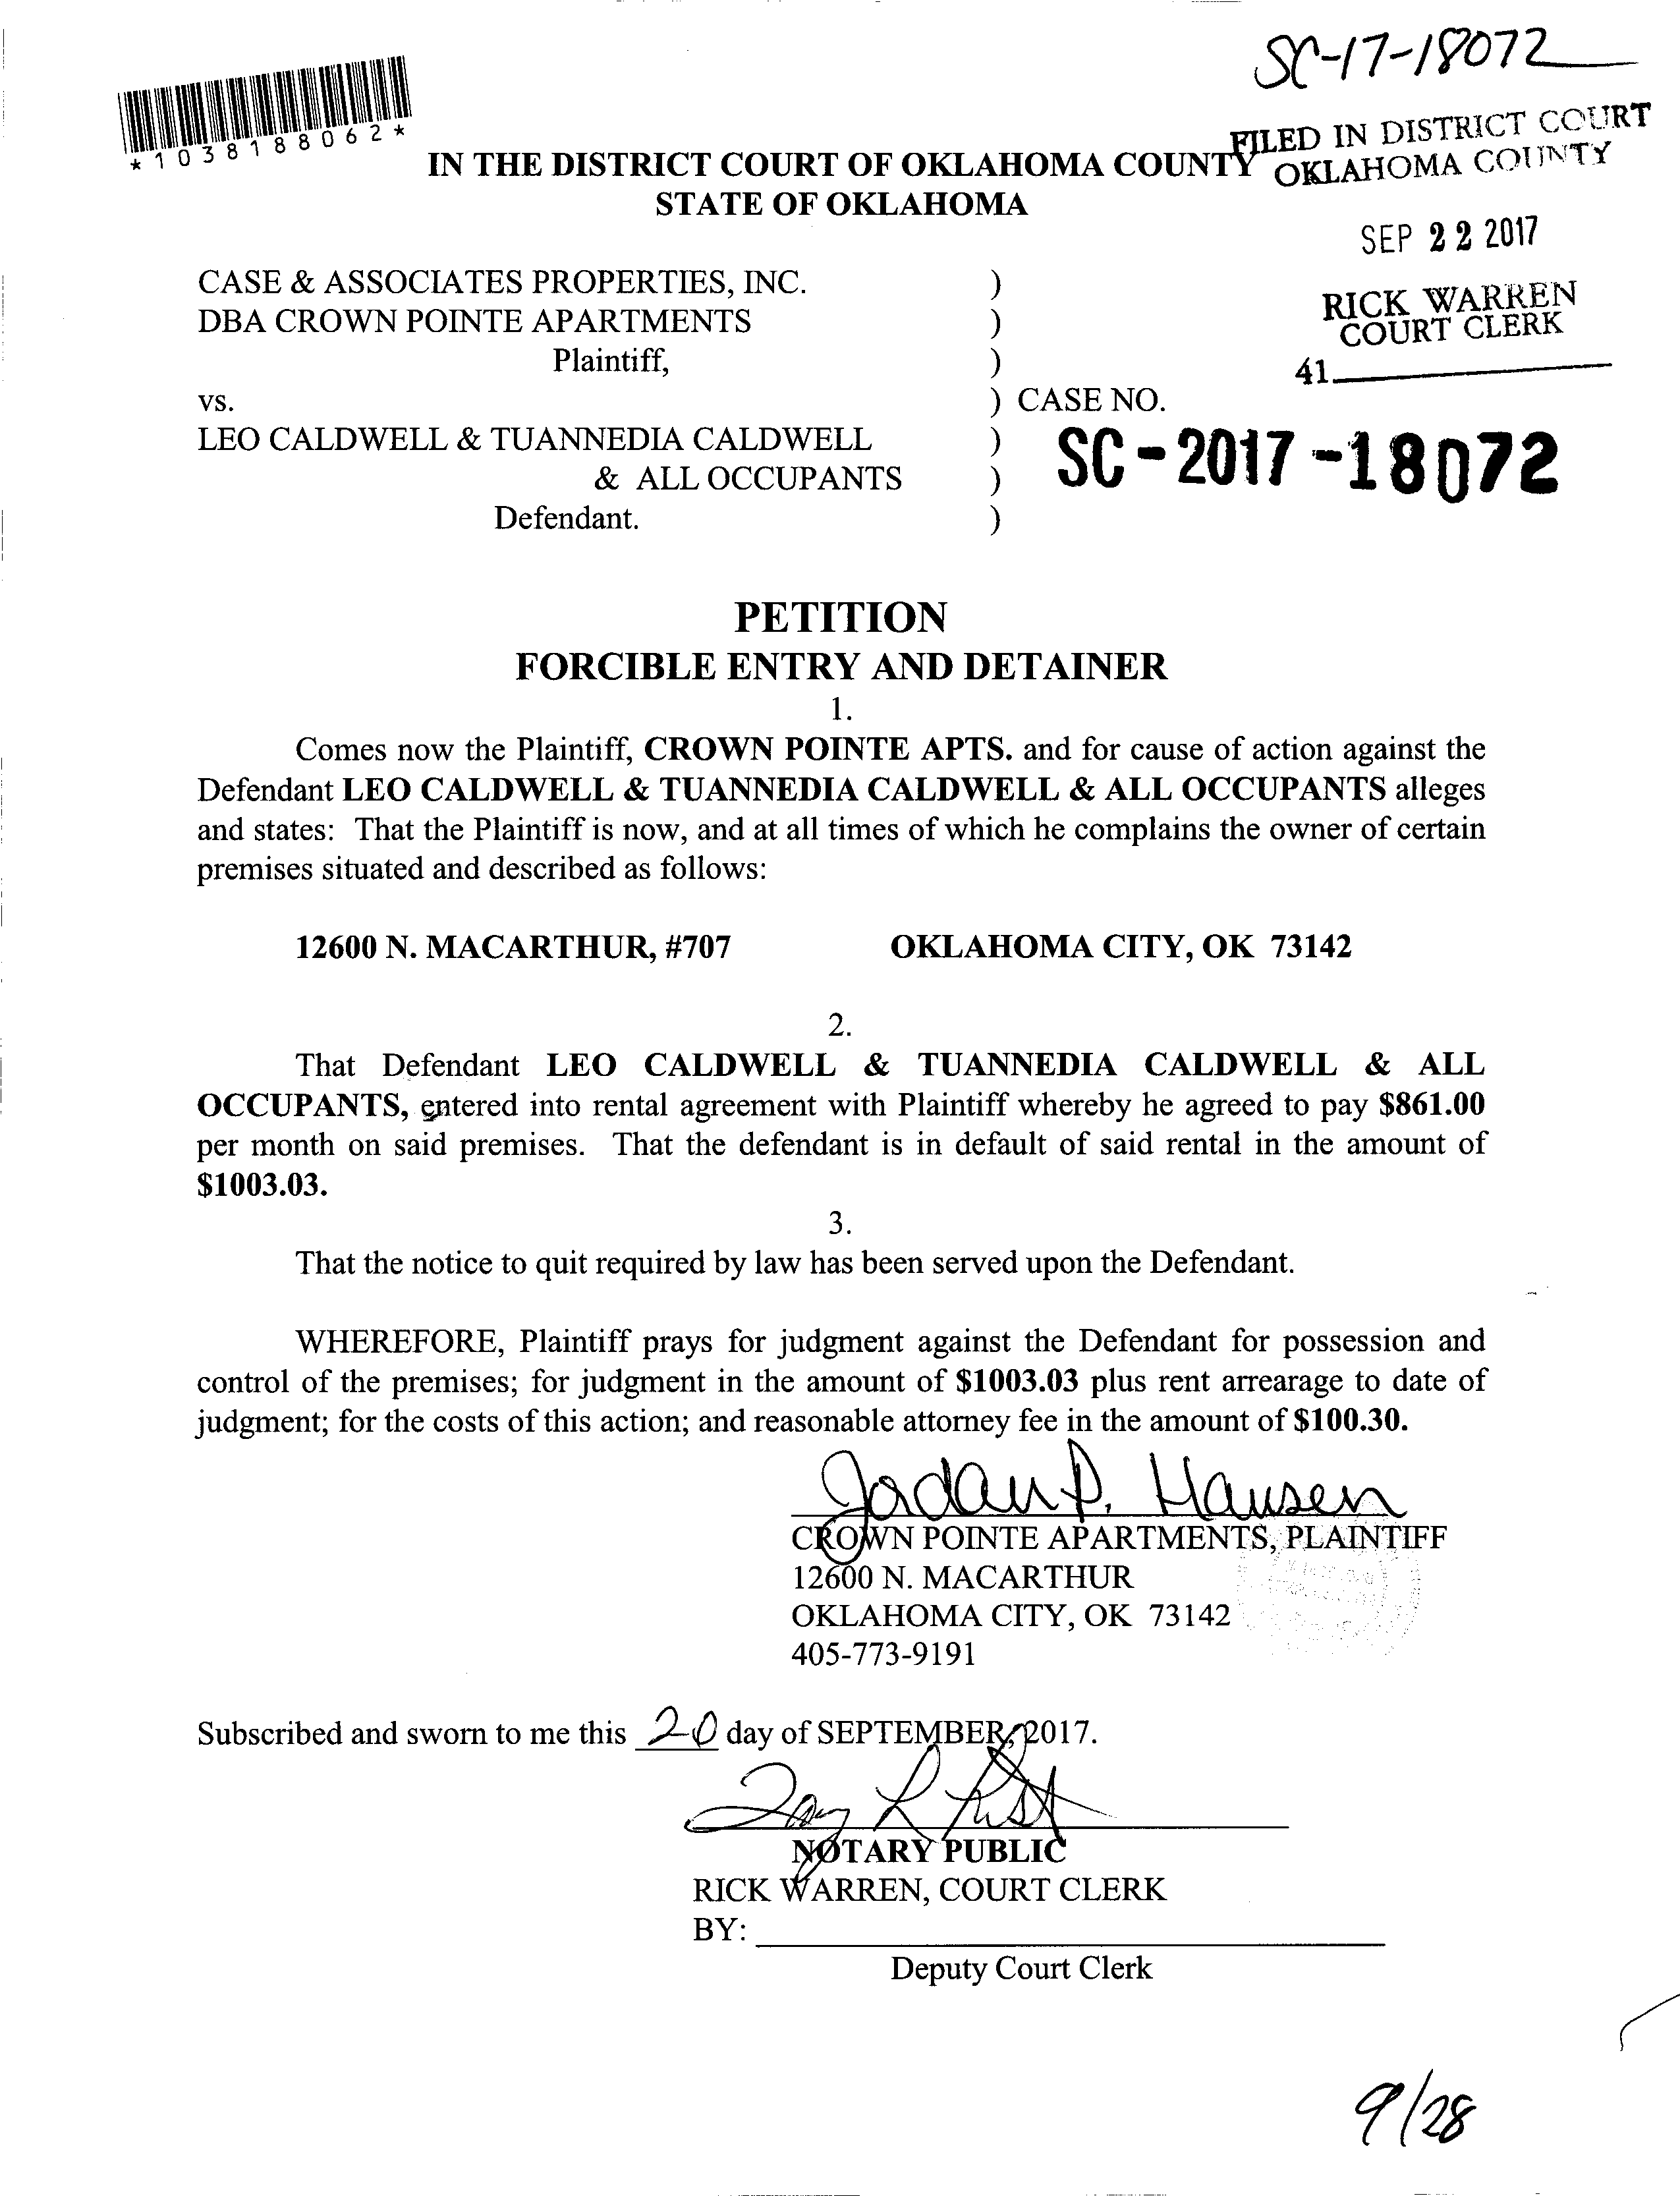 SC-17-18072
*1038188062*
FILED IN DISTRICT COURT
OKLAHOMA COUNTY
IN THE DISTRICT COURT OF OKLAHOMA COUNTY
STATE OF OKLAHOMA
SEP 22 2017
RICK WARREN
COURT CLERK
41
CASE & ASSOCIATES PROPERTIES, INC. )
DBA CROWN POINTE APARTMENTS )
Plaintiff, )
vs. ) CASE NO.
LEO CALDWELL & TUANNEDIA CALDWELL ) SC-2017-18072
& ALL OCCUPANTS )
Defendant. )
PETITION
FORCIBLE ENTRY AND DETAINER
1.
Comes now the Plaintiff, CROWN POINTE APTS. and for cause of action against the
Defendant LEO CALDWELL & TUANNEDIA CALDWELL & ALL OCCUPANTS alleges
and states: That the Plaintiff is now, and at all times of which he complains the owner of certain
premises situated and described as follows:
12600 N. MACARTHUR, #707 OKLAHOMA CITY, OK 73142
2.
That Defendant LEO CALDWELL & TUANNEDIA CALDWELL & ALL
OCCUPANTS, entered into rental agreement with Plaintiff whereby he agreed to pay $861.00
per month on said premises. That the defendant is in default of said rental in the amount of
$1003.03.
3.
That the notice to quit required by law has been served upon the Defendant.
WHEREFORE, Plaintiff prays for judgment against the Defendant for possession and
control of the premises; for judgment in the amount of $1003.03 plus rent arrearage to date of
judgment; for the costs of this action; and reasonable attorney fee in the amount of $100.30.
Jordan P. Hansen
CROWN POINTE APARTMENTS, PLAINTIFF
12600 N. MACARTHUR
OKLAHOMA CITY, OK 73142
405-773-9191
Subscribed and sworn to me this 20 day of SEPTEMBER, 2017.
NOTARY PUBLIC
RICK WARREN, COURT CLERK
BY:
Deputy Court Clerk
9/28